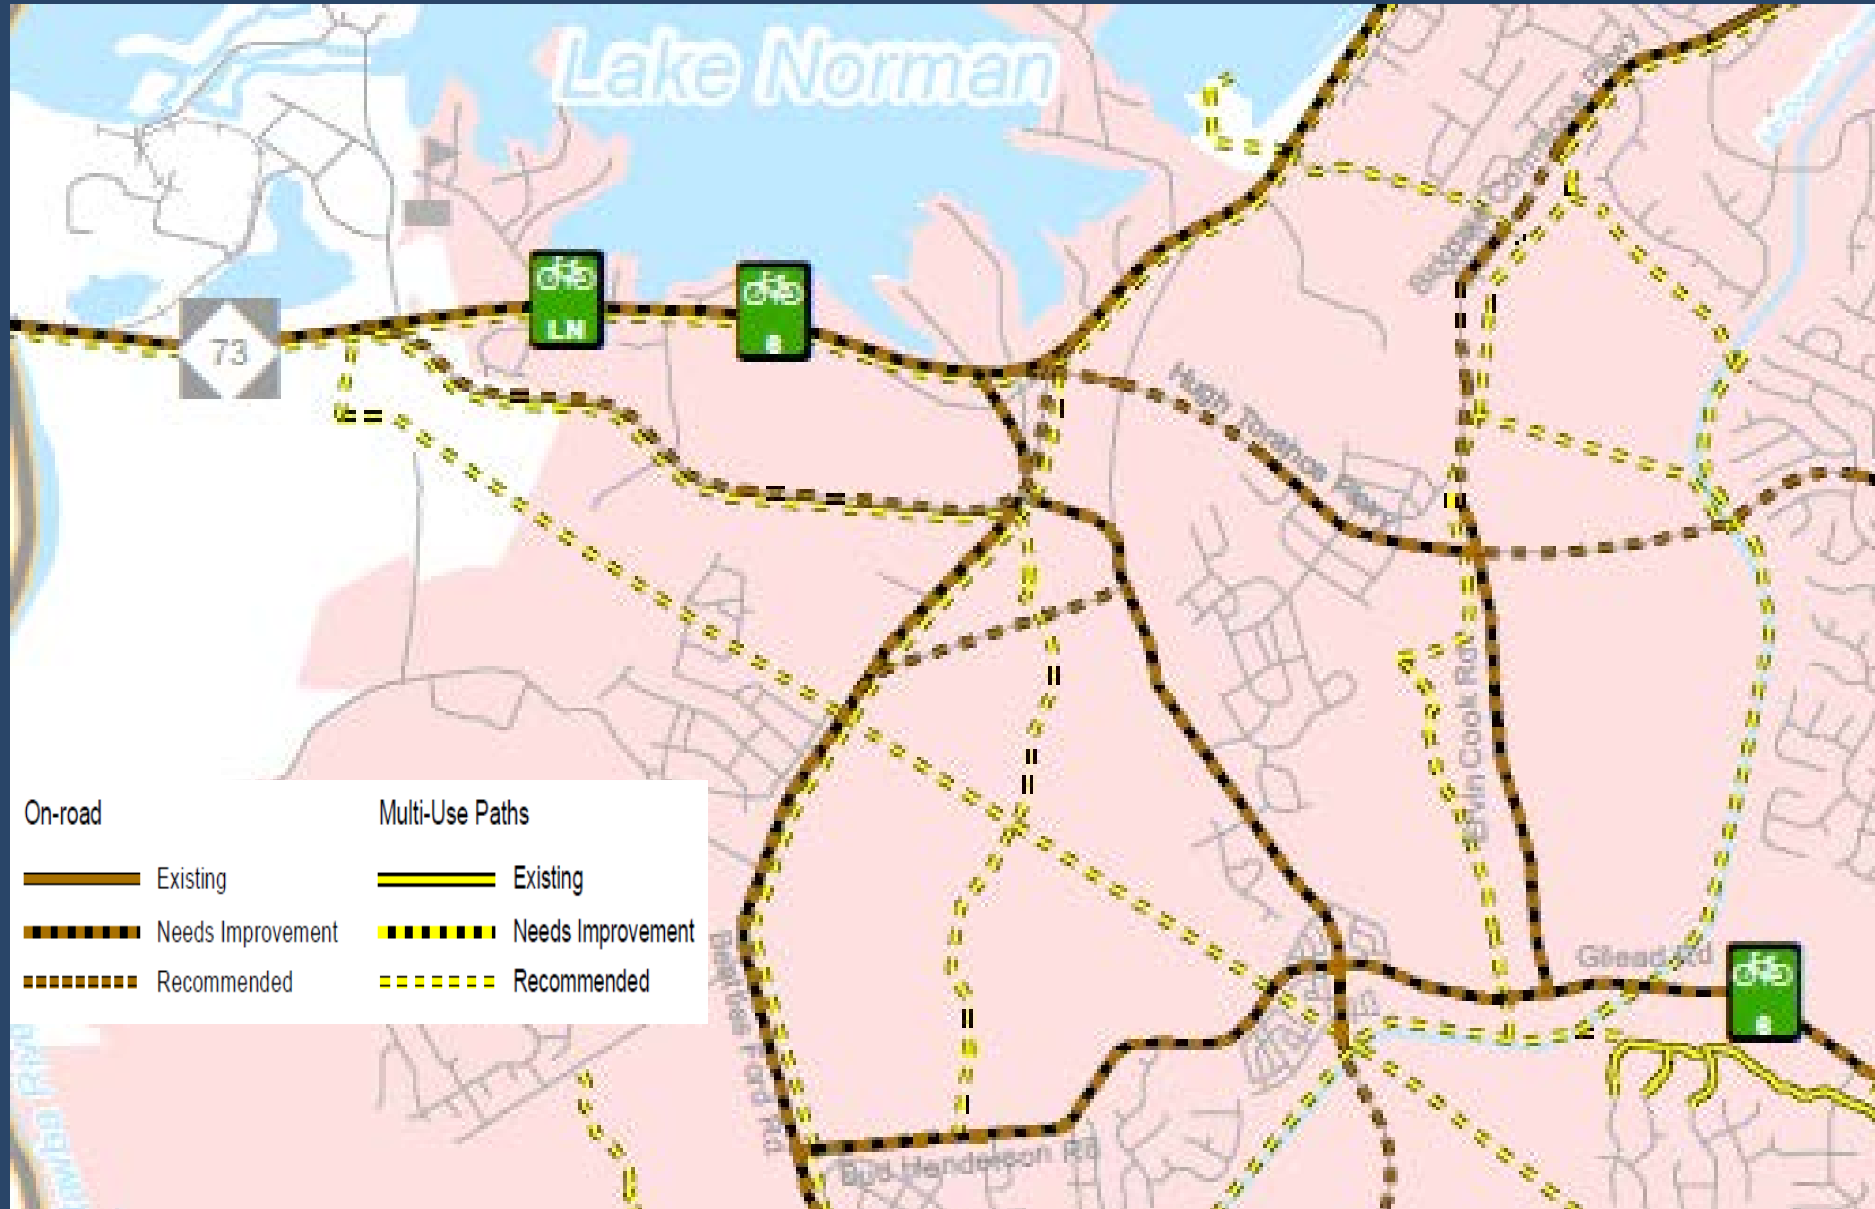 Lake Norman
73
LN
8
Hugh Torance Pkwy
Ervin Cook Rd
Gilead Rd
8
Beatties Ford Rd
Bud Henderson Rd
On-road
Multi-Use Paths
Existing
Existing
Needs Improvement
Needs Improvement
Recommended
Recommended